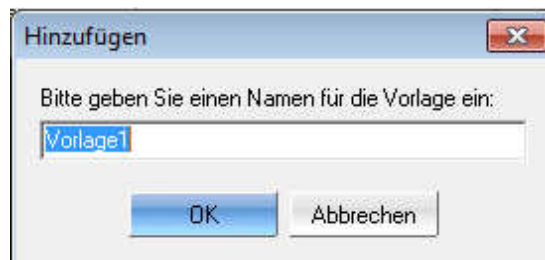 Hinzufügen
Bitte geben Sie einen Namen für die Vorlage ein:
Vorlage1
OK Abbrechen